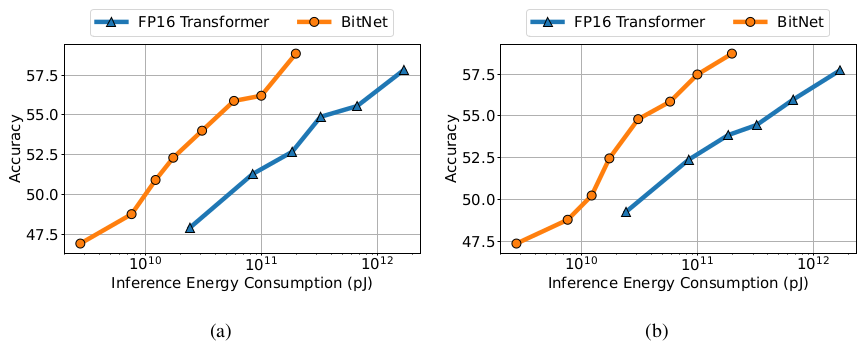 FP16 Transformer BitNet
57.5
55.0
52.5
50.0
47.5
Accuracy
10^10 10^11 10^12
Inference Energy Consumption (pJ)
(a)
FP16 Transformer BitNet
57.5
55.0
52.5
50.0
47.5
Accuracy
10^10 10^11 10^12
Inference Energy Consumption (pJ)
(b)